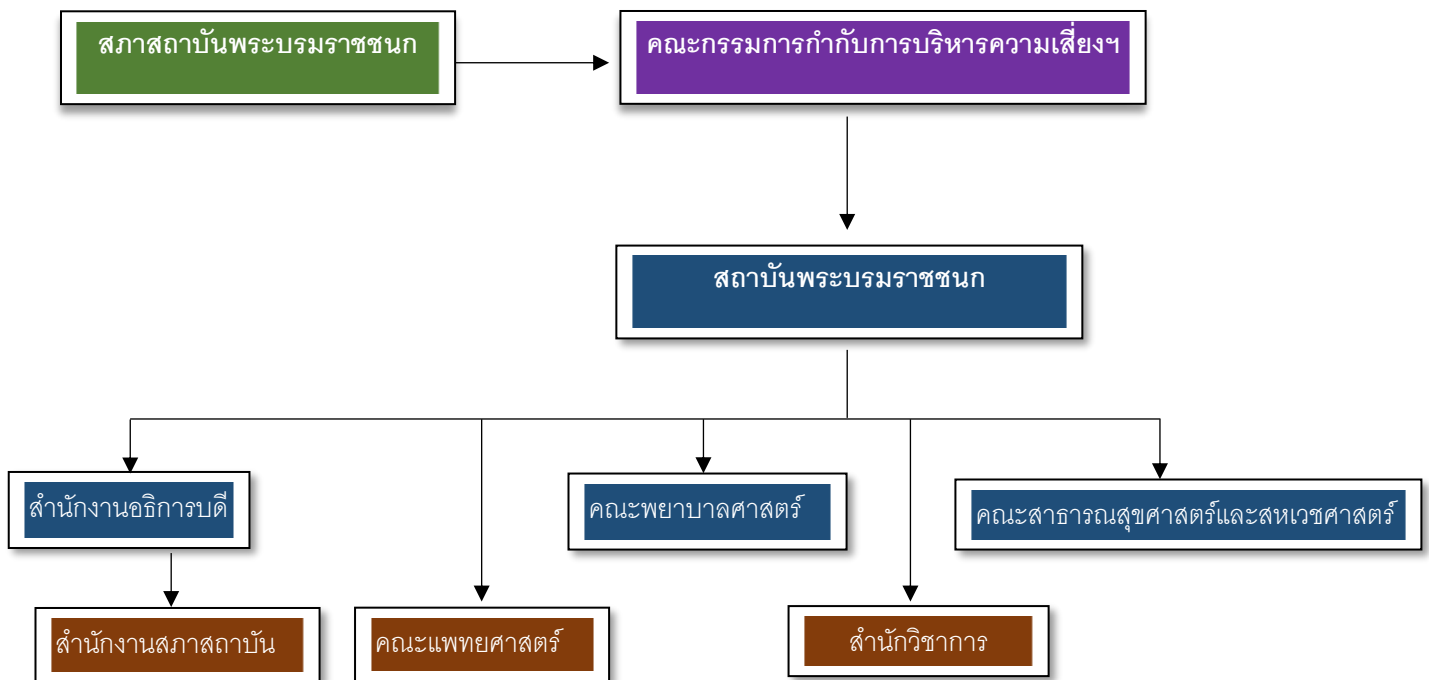 สภาสถาบันพระบรมราชชนก
คณะกรรมการกำกับการบริหารความเสี่ยงฯ
สถาบันพระบรมราชชนก
สำนักงานอธิการบดี
คณะพยาบาลศาสตร์
คณะสาธารณสุขศาสตร์และสหเวชศาสตร์
สำนักงานสภาสถาบัน
คณะแพทยศาสตร์
สำนักวิชาการ